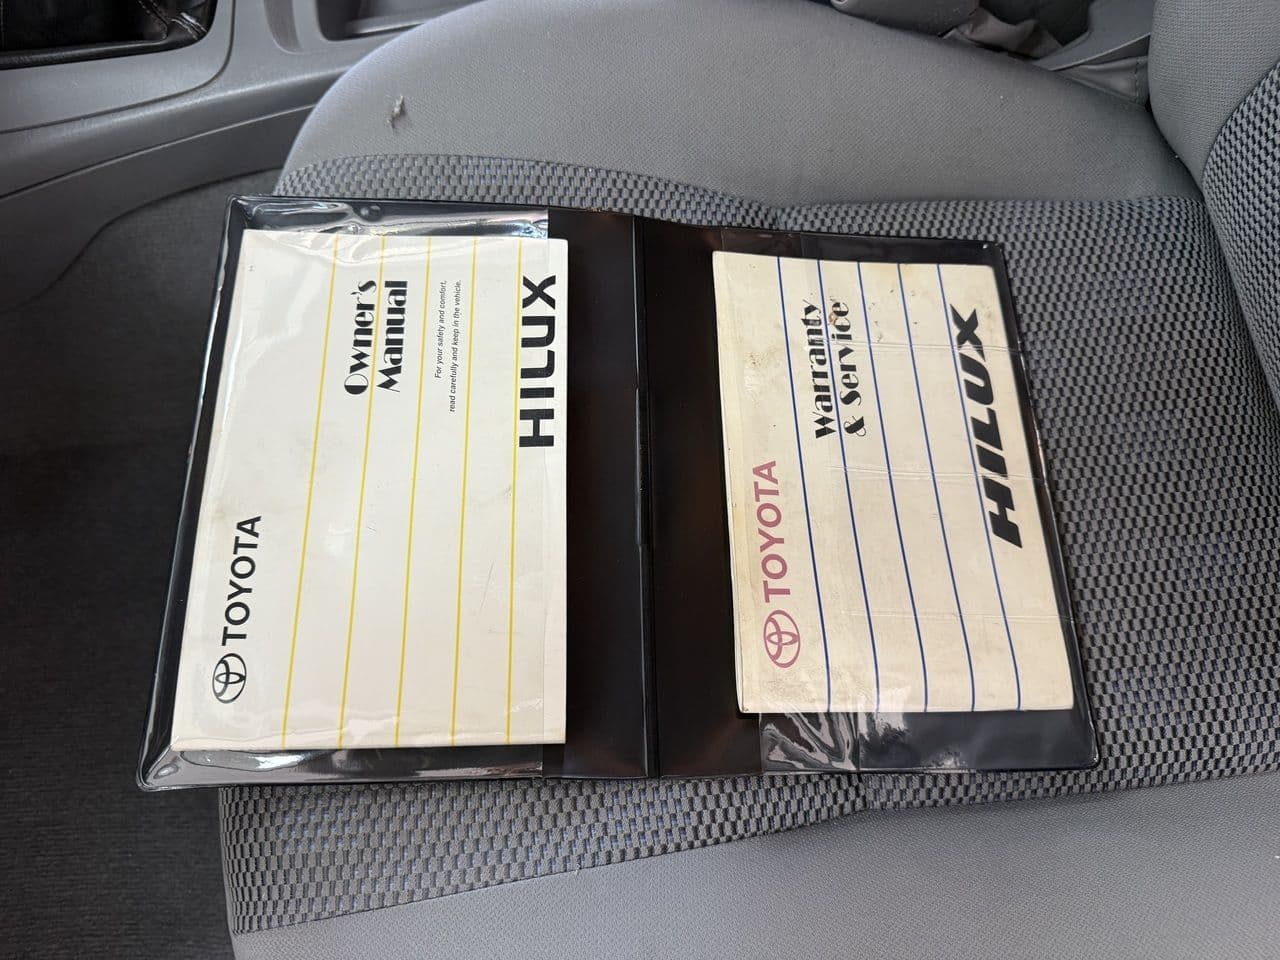 TOYOTA
Owner's
Manual
For your safety and comfort,
read carefully and keep in the vehicle.
HILUX
TOYOTA
Warranty
& Service
HILUX